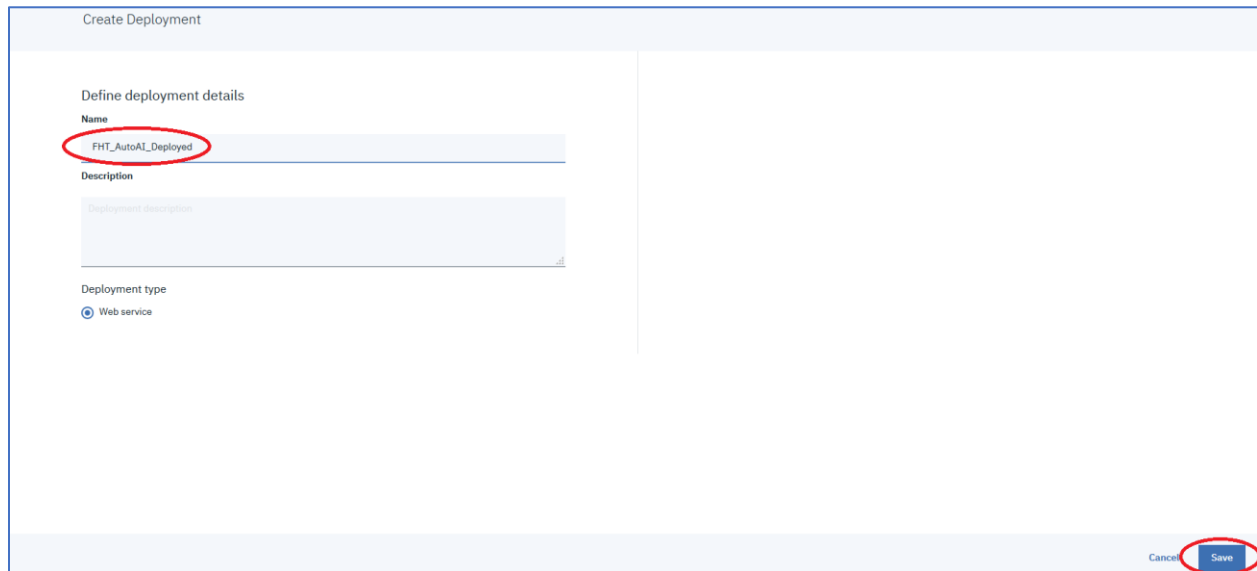 Create Deployment
Define deployment details
Name
FHT_AutoAI_Deployed
Description
Deployment description
Deployment type
Web service
Cancel
Save